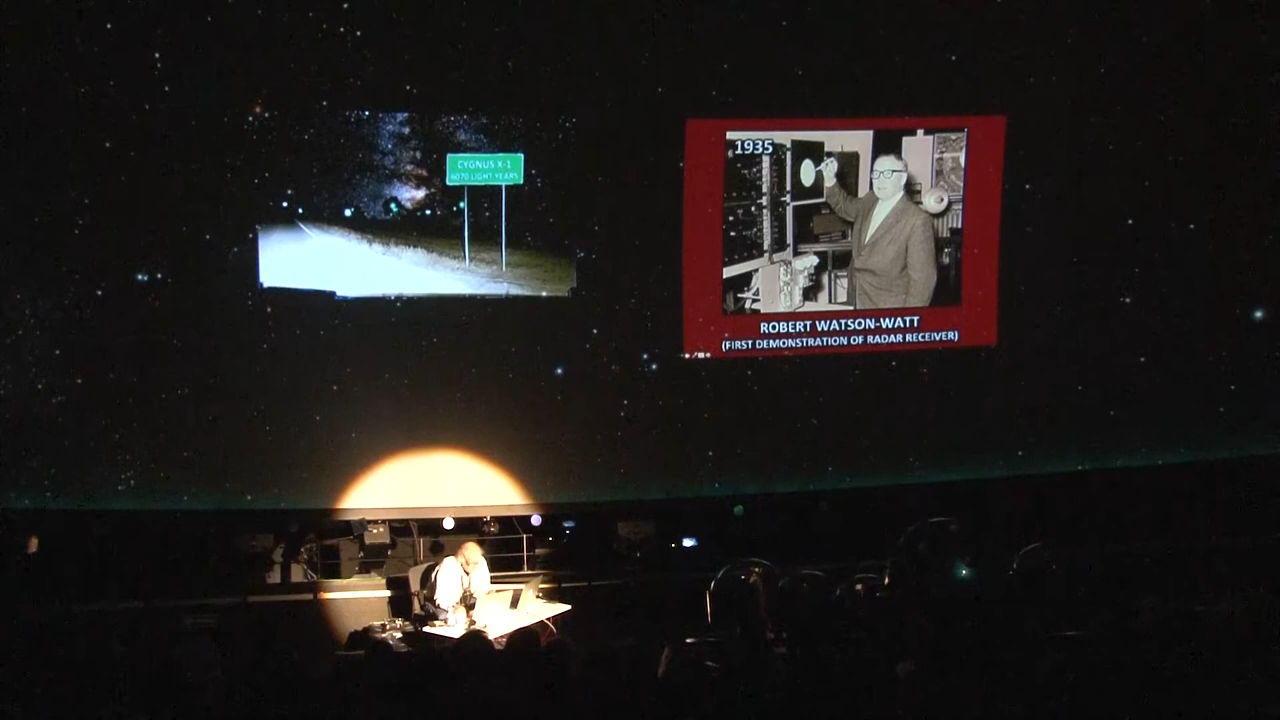 CYGNUS X-1
6070 LIGHT YEARS
1935
ROBERT WATSON-WATT
(FIRST DEMONSTRATION OF RADAR RECEIVER)